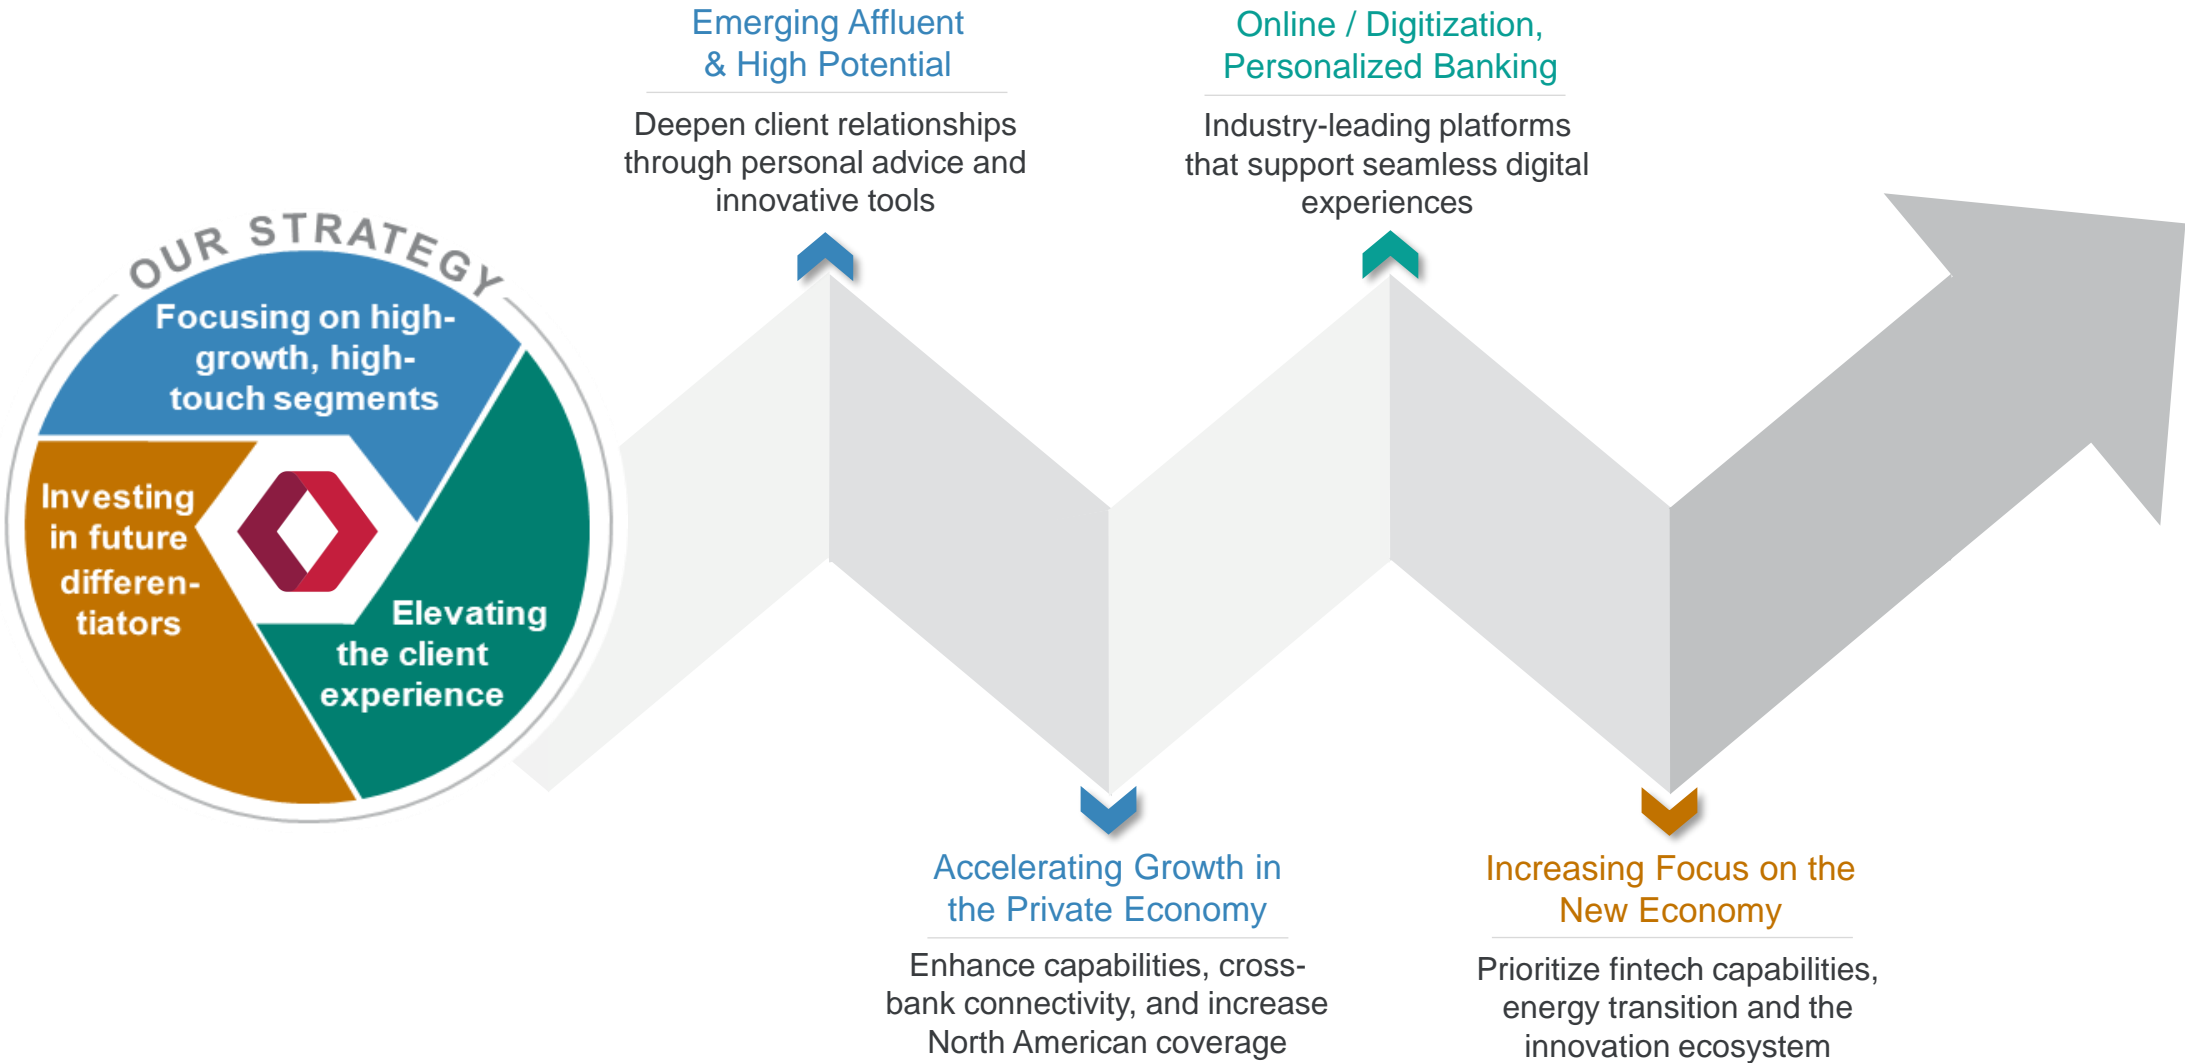 OUR STRATEGY
Focusing on high-
growth, high-
touch segments
Investing
in future
differen-
tiators
Elevating
the client
experience
Emerging Affluent
& High Potential
Deepen client relationships
through personal advice and
innovative tools
Accelerating Growth in
the Private Economy
Enhance capabilities, cross-
bank connectivity, and increase
North American coverage
Online / Digitization,
Personalized Banking
Industry-leading platforms
that support seamless digital
experiences
Increasing Focus on the
New Economy
Prioritize fintech capabilities,
energy transition and the
innovation ecosystem